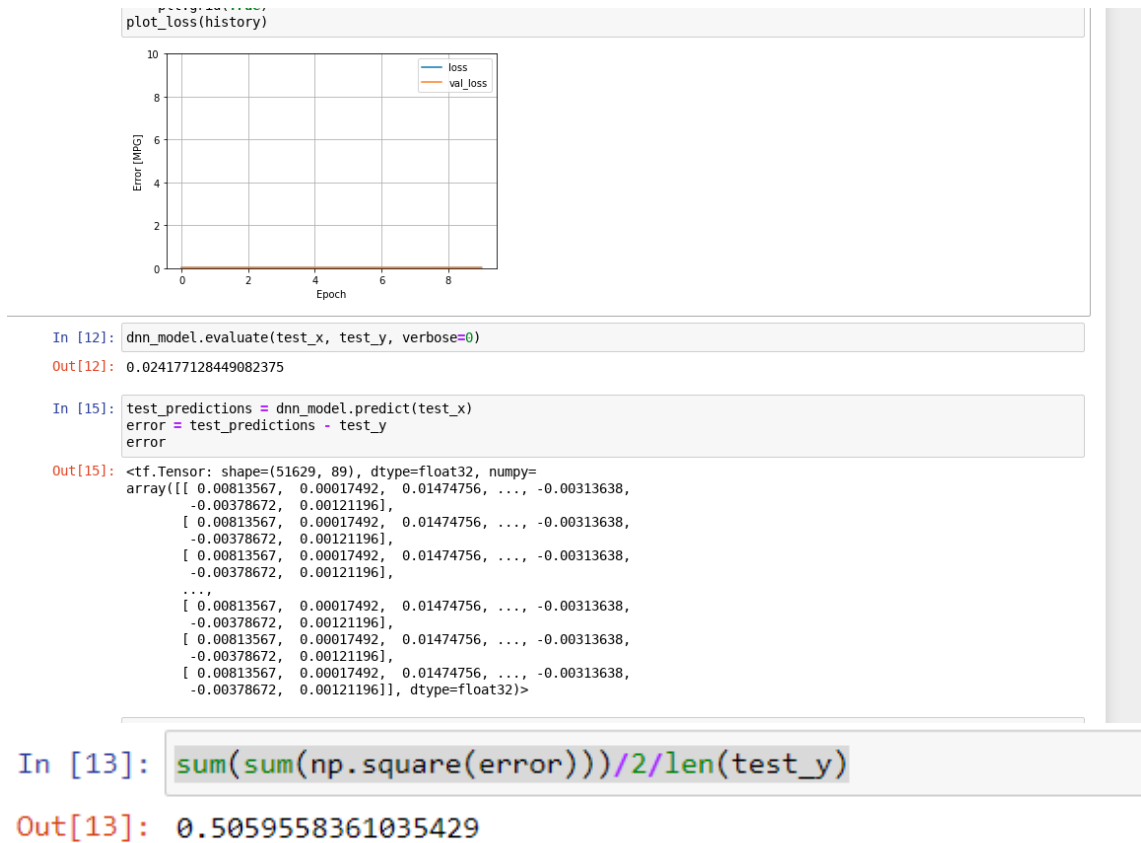 plt.grid(True)
plot_loss(history)
10
loss
val_loss
8
6
Error [MPG]
4
2
0
0 2 4 6 8
Epoch
In [12]: dnn_model.evaluate(test_x, test_y, verbose=0)
Out[12]: 0.024177128449082375
In [15]: test_predictions = dnn_model.predict(test_x)
error = test_predictions - test_y
error
Out[15]: <tf.Tensor: shape=(51629, 89), dtype=float32, numpy=
array([[ 0.00813567, 0.00017492, 0.01474756, ..., -0.00313638,
-0.00378672, 0.00121196],
[ 0.00813567, 0.00017492, 0.01474756, ..., -0.00313638,
-0.00378672, 0.00121196],
[ 0.00813567, 0.00017492, 0.01474756, ..., -0.00313638,
-0.00378672, 0.00121196],
...,
[ 0.00813567, 0.00017492, 0.01474756, ..., -0.00313638,
-0.00378672, 0.00121196],
[ 0.00813567, 0.00017492, 0.01474756, ..., -0.00313638,
-0.00378672, 0.00121196],
[ 0.00813567, 0.00017492, 0.01474756, ..., -0.00313638,
-0.00378672, 0.00121196]], dtype=float32)>
In [13]: sum(sum(np.square(error)))/2/len(test_y)
Out[13]: 0.5059558361035429